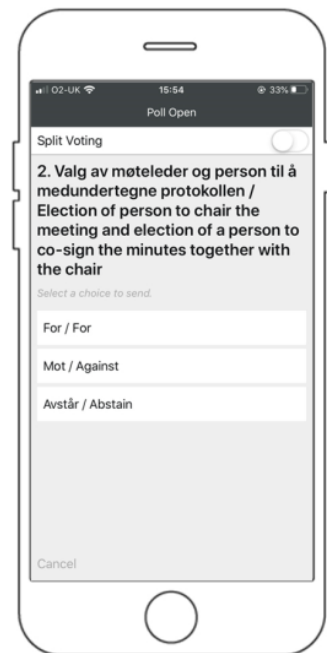 O2-UK 15:54 33%
Poll Open
Split Voting
2. Valg av møteleder og person til å
medundertegne protokollen /
Election of person to chair the
meeting and election of a person to
co-sign the minutes together with
the chair
Select a choice to send.
For / For
Mot / Against
Avstår / Abstain
Cancel